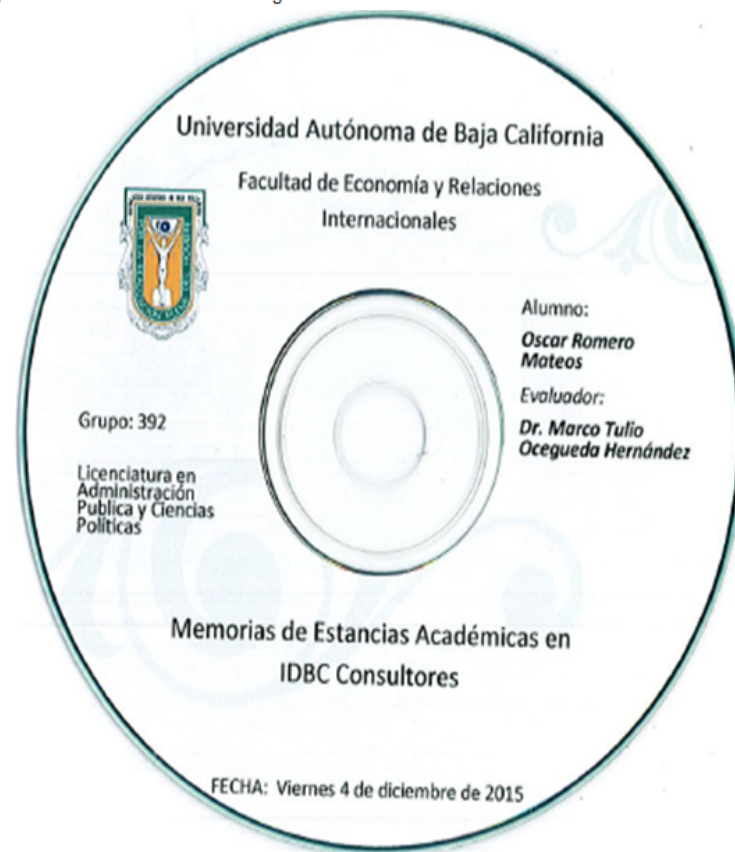 Universidad Autónoma de Baja California
Facultad de Economía y Relaciones
Internacionales
Alumno:
Oscar Romero
Mateos
Evaluador:
Dr. Marco Tulio
Ocegueda Hernández
Grupo: 392
Licenciatura en
Administración
Publica y Ciencias
Políticas
Memorias de Estancias Académicas en
IDBC Consultores
FECHA: Viernes 4 de diciembre de 2015